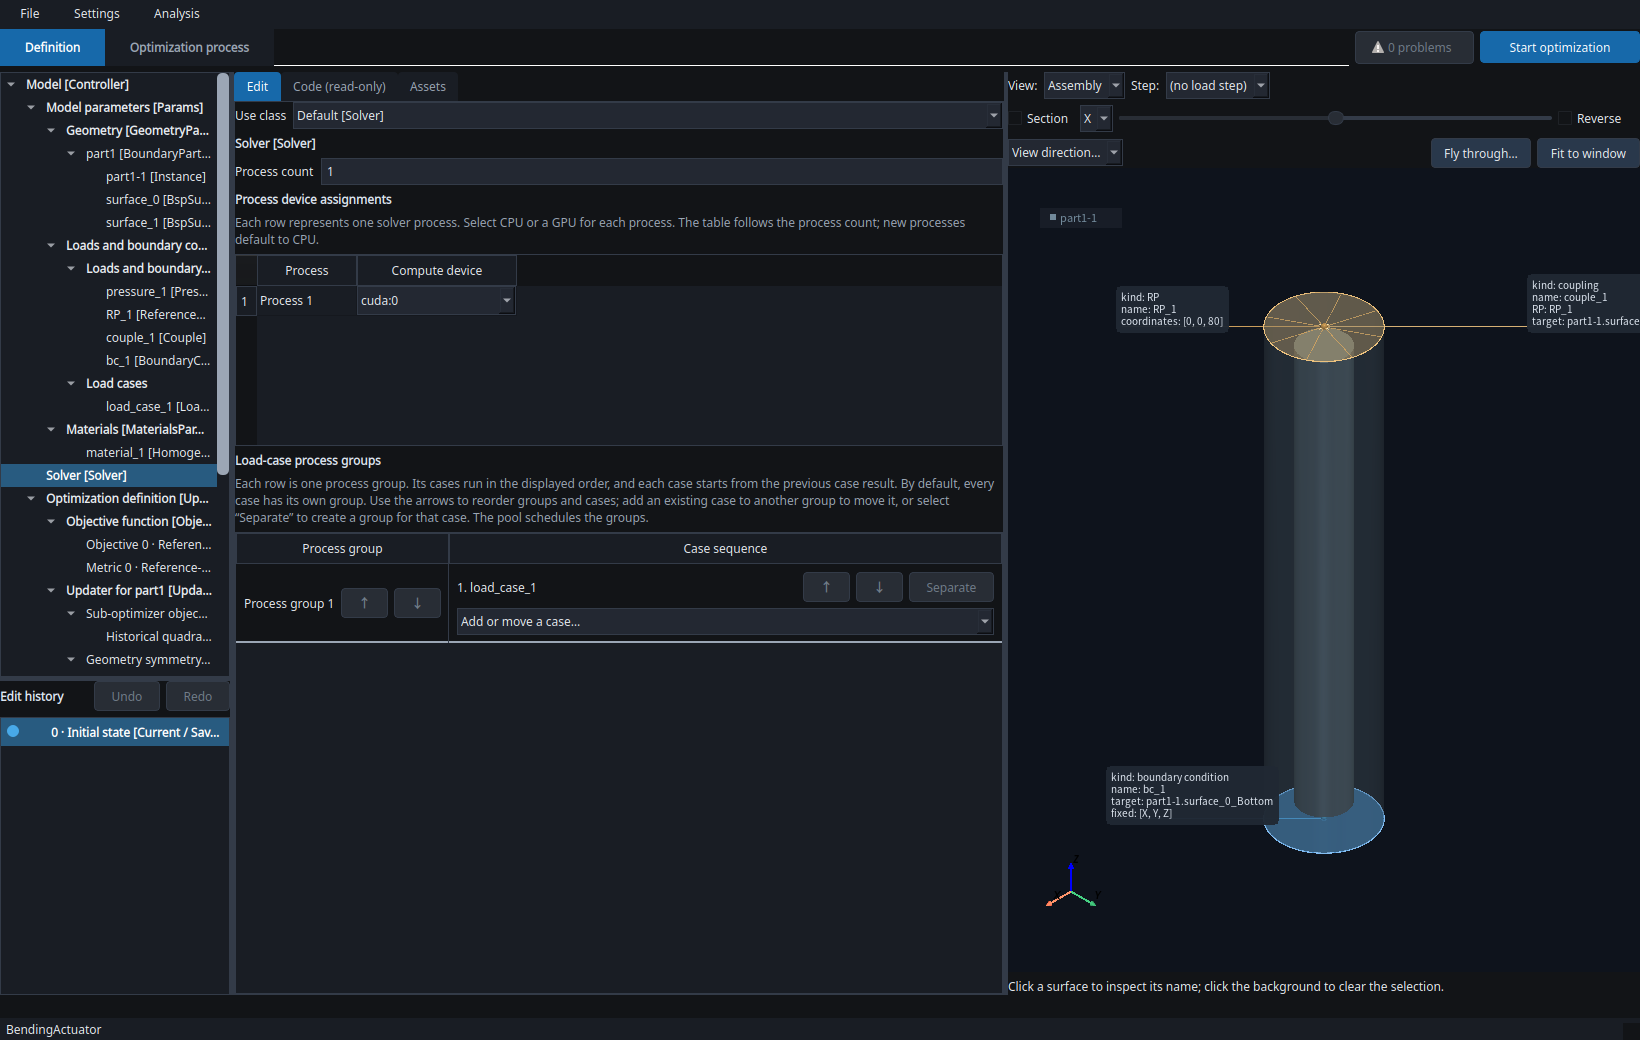 File Settings Analysis
Definition Optimization process 0 problems Start optimization
Model [Controller]
Model parameters [Params]
Geometry [GeometryPa...
part1 [BoundaryPart...
part1-1 [Instance]
surface_0 [BspSu...
surface_1 [BspSu...
Loads and boundary co...
Loads and boundary...
pressure_1 [Pres...
RP_1 [Reference...
couple_1 [Couple]
bc_1 [BoundaryC...
Load cases
load_case_1 [Loa...
Materials [MaterialsPar...
material_1 [Homoge...
Solver [Solver]
Optimization definition [Up...
Objective function [Obje...
Objective 0 · Referen...
Metric 0 · Reference-...
Updater for part1 [Upda...
Sub-optimizer objec...
Historical quadra...
Geometry symmetry...
Edit history Undo Redo
0 · Initial state [Current / Sav...
Edit Code (read-only) Assets
Use class Default [Solver]
Solver [Solver]
Process count 1
Process device assignments
Each row represents one solver process. Select CPU or a GPU for each process. The table follows the process count; new processes
default to CPU.
Process Compute device
1 Process 1 cuda:0
Load-case process groups
Each row is one process group. Its cases run in the displayed order, and each case starts from the previous case result. By default, every
case has its own group. Use the arrows to reorder groups and cases; add an existing case to another group to move it, or select
“Separate” to create a group for that case. The pool schedules the groups.
Process group Case sequence
Process group 1 ↑ ↓
1. load_case_1 ↑ ↓ Separate
Add or move a case...
View: Assembly Step: (no load step)
Section X Reverse
View direction... Fly through... Fit to window
part1-1
kind: RP
name: RP_1
coordinates: [0, 0, 80]
kind: coupling
name: couple_1
RP: RP_1
target: part1-1.surface
kind: boundary condition
name: bc_1
target: part1-1.surface_0_Bottom
fixed: [X, Y, Z]
Z
Y
Click a surface to inspect its name; click the background to clear the selection.
BendingActuator